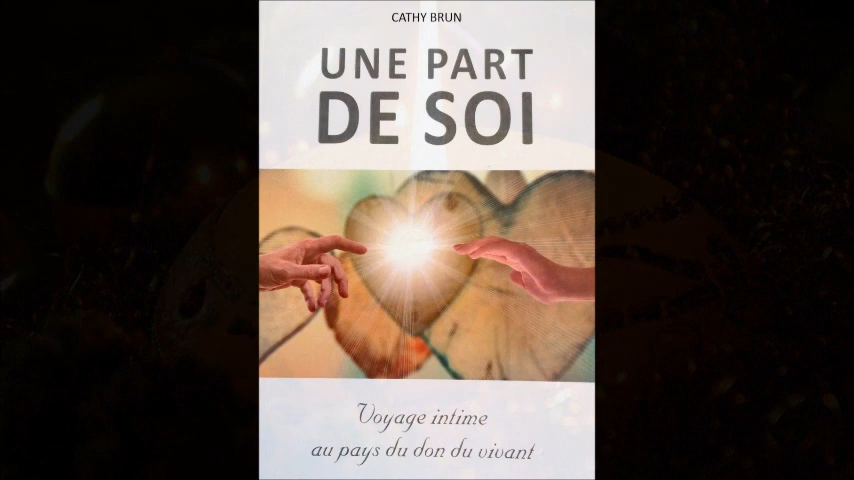 CATHY BRUN
UNE PART
DE SOI
Voyage intime
au pays du don du vivant